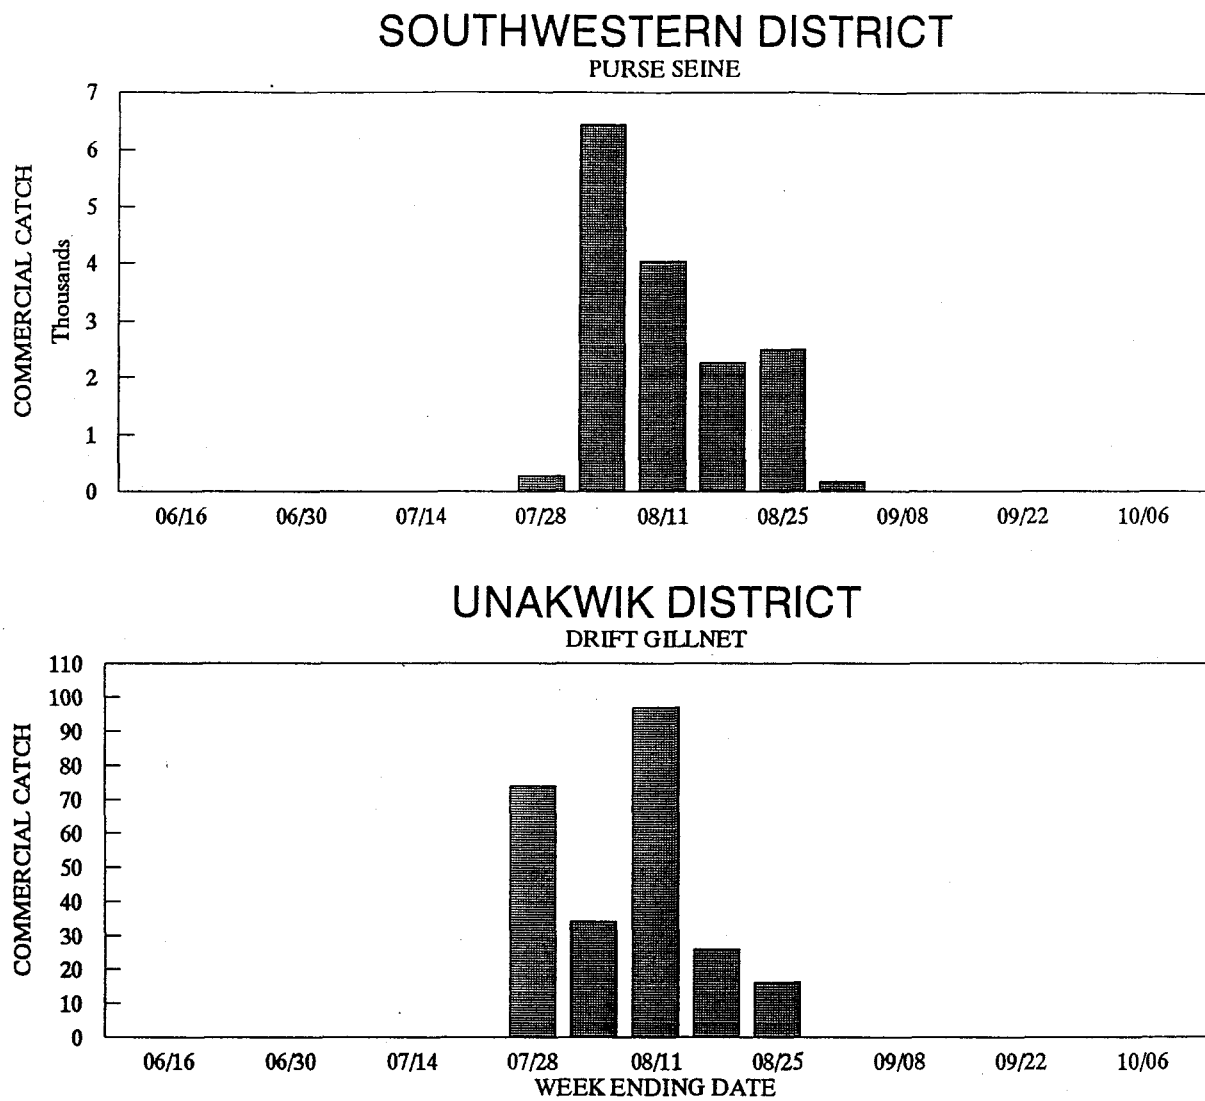 SOUTHWESTERN DISTRICT
PURSE SEINE
COMMERCIAL CATCH
Thousands
7
6
5
4
3
2
1
0
06/16 06/30 07/14 07/28 08/11 08/25 09/08 09/22 10/06
UNAKWIK DISTRICT
DRIFT GILLNET
COMMERCIAL CATCH
110
100
90
80
70
60
50
40
30
20
10
0
06/16 06/30 07/14 07/28 08/11 08/25 09/08 09/22 10/06
WEEK ENDING DATE